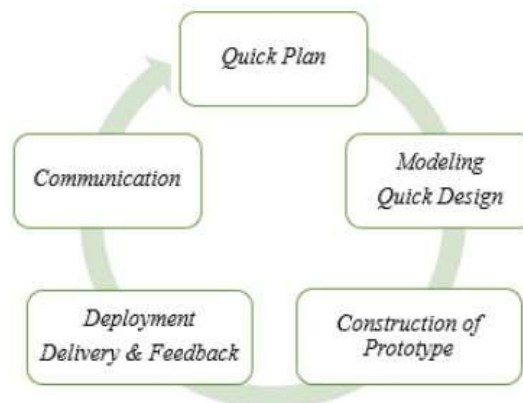 Quick Plan
Modeling
Quick Design
Construction of
Prototype
Deployment
Delivery & Feedback
Communication